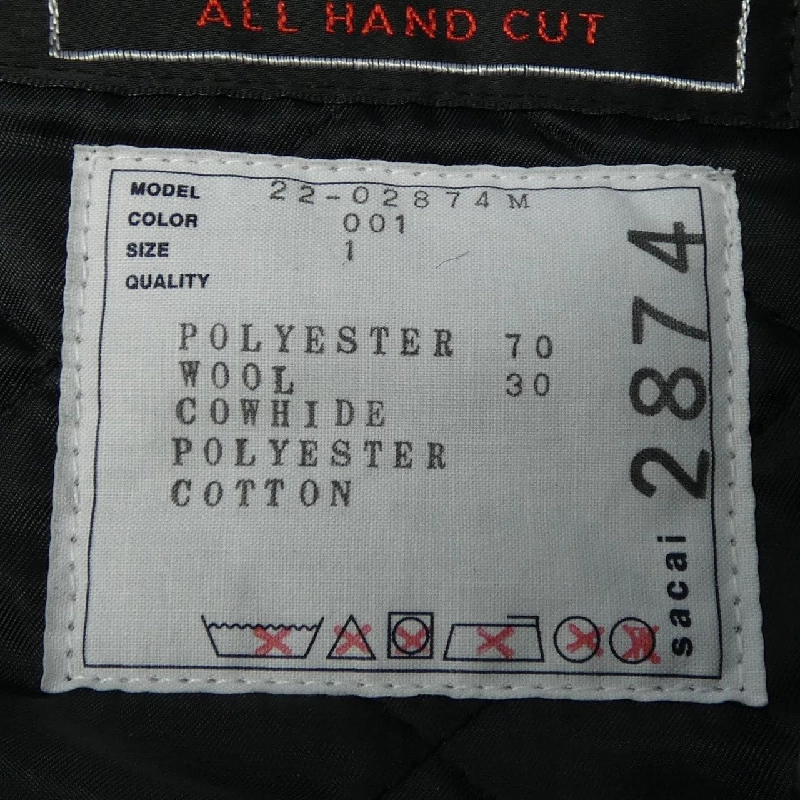 ALL HAND CUT
MODEL 22-02874M
COLOR 001
SIZE 1
QUALITY
POLYESTER 70
WOOL 30
COWHIDE
POLYESTER
COTTON
sacai 2874